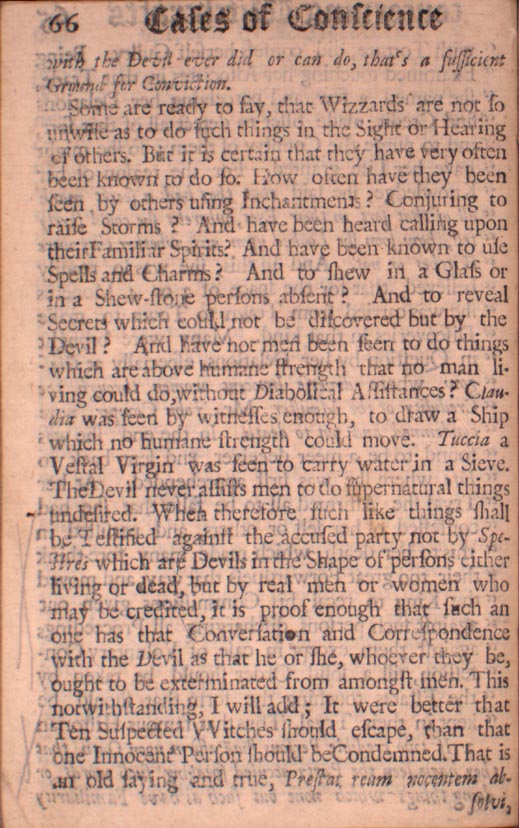 66 Cases of Conscience
with the Devil ever did or can do, that's a sufficient
Ground for Conviction.
Some are ready to say, that Wizzards are not so
unwise as to do such things in the Sight or Hearing
of others. But it is certain that they have very often
been known to do so. How often have they been
seen by others using Inchantments? Conjuring to
raise Storms? And have been heard calling upon
their Familiar Spirits? And have been known to use
Spells and Charms? And to shew in a Glass or
in a Shew-stone persons absent? And to reveal
Secrets which could not be discovered but by the
Devil? And have not men been seen to do things
which are above humane strength that no man li-
ving could do, without Diabolical Assistances? Clau-
dia was seen by witnesses enough, to draw a Ship
which no humane strength could move. Tuccia a
Vestal Virgin was seen to carry water in a Sieve.
The Devil never assists men to do supernatural things
undesired. When therefore such like things shall
be Testified against the accused party not by Spe-
ctres which are Devils in the Shape of persons either
living or dead, but by real men or women who
may be credited, it is proof enough that such an
one has that Conversation and Correspondence
with the Devil as that he or she, whoever they be,
ought to be exterminated from amongst men. This
notwithstanding, I will add; It were better that
Ten Suspected VVitches should escape, than that
one Innocent Person should be Condemned. That is
an old saying and true, Prestat reum nocentem ab-
solvi,